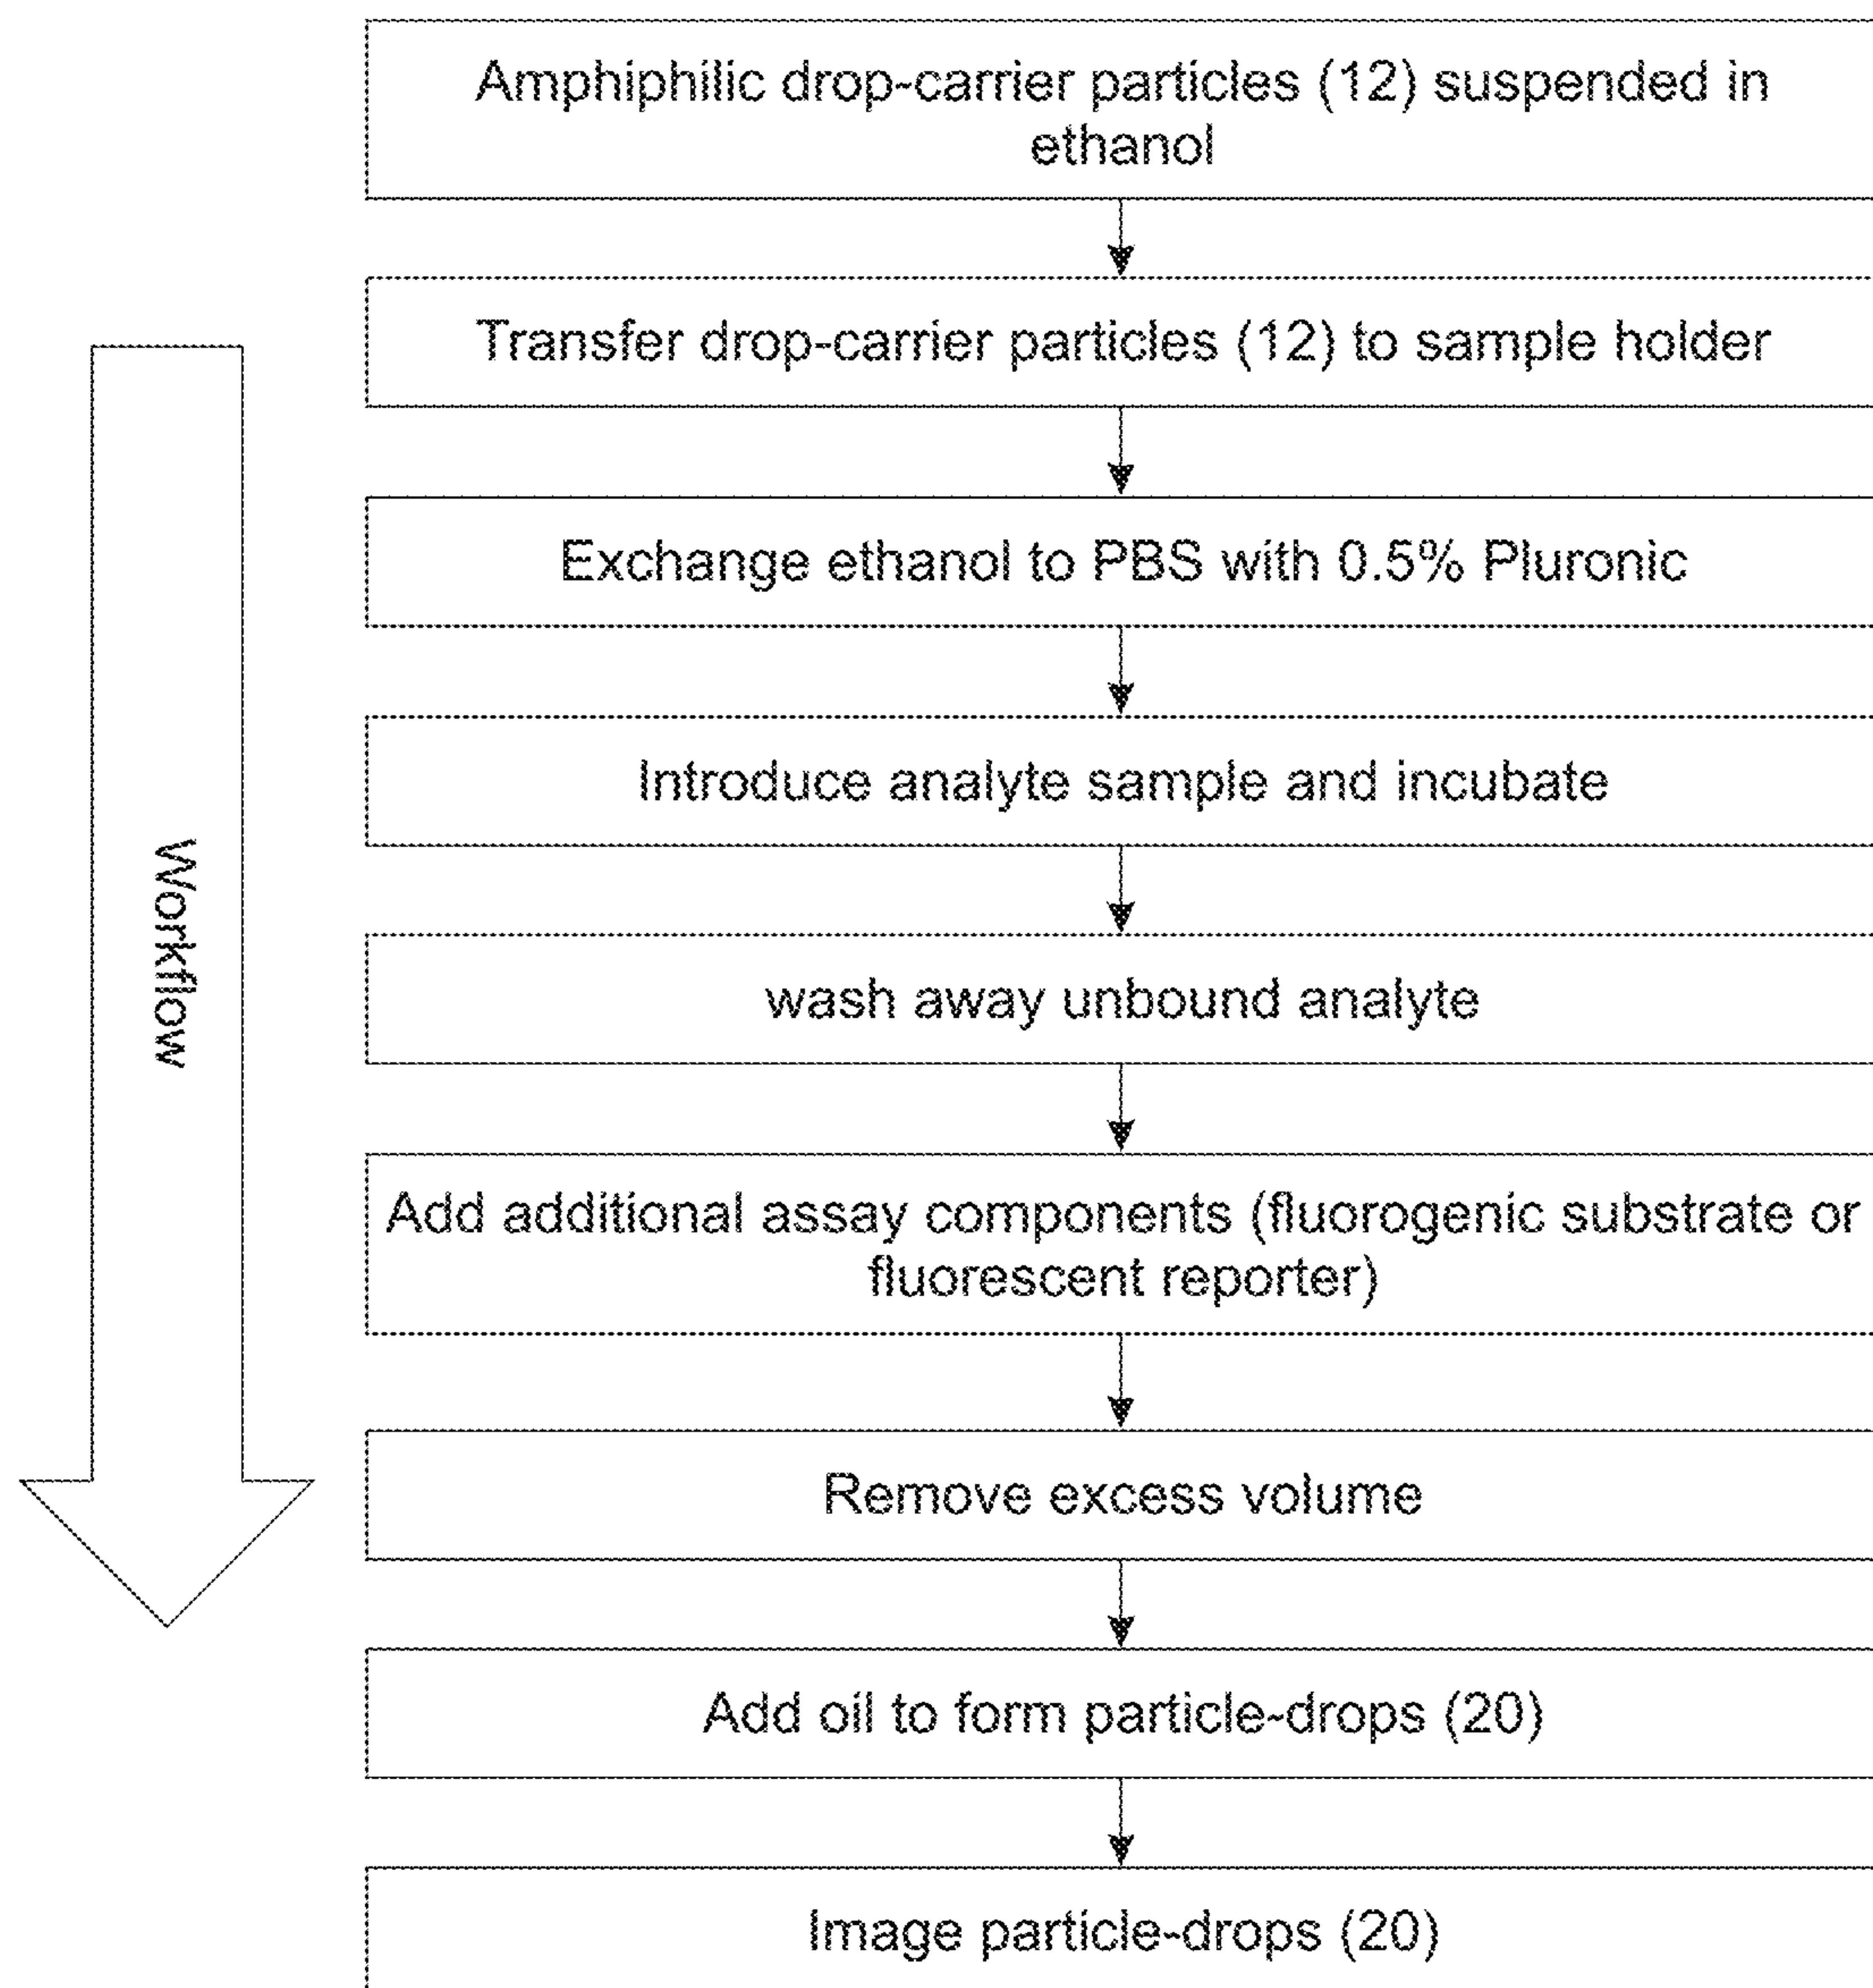 Amphiphilic drop-carrier particles (12) suspended in
ethanol
Transfer drop-carrier particles (12) to sample holder
Exchange ethanol to PBS with 0.5% Pluronic
Introduce analyte sample and incubate
wash away unbound analyte
Add additional assay components (fluorogenic substrate or
fluorescent reporter)
Remove excess volume
Add oil to form particle-drops (20)
Image particle-drops (20)
Workflow